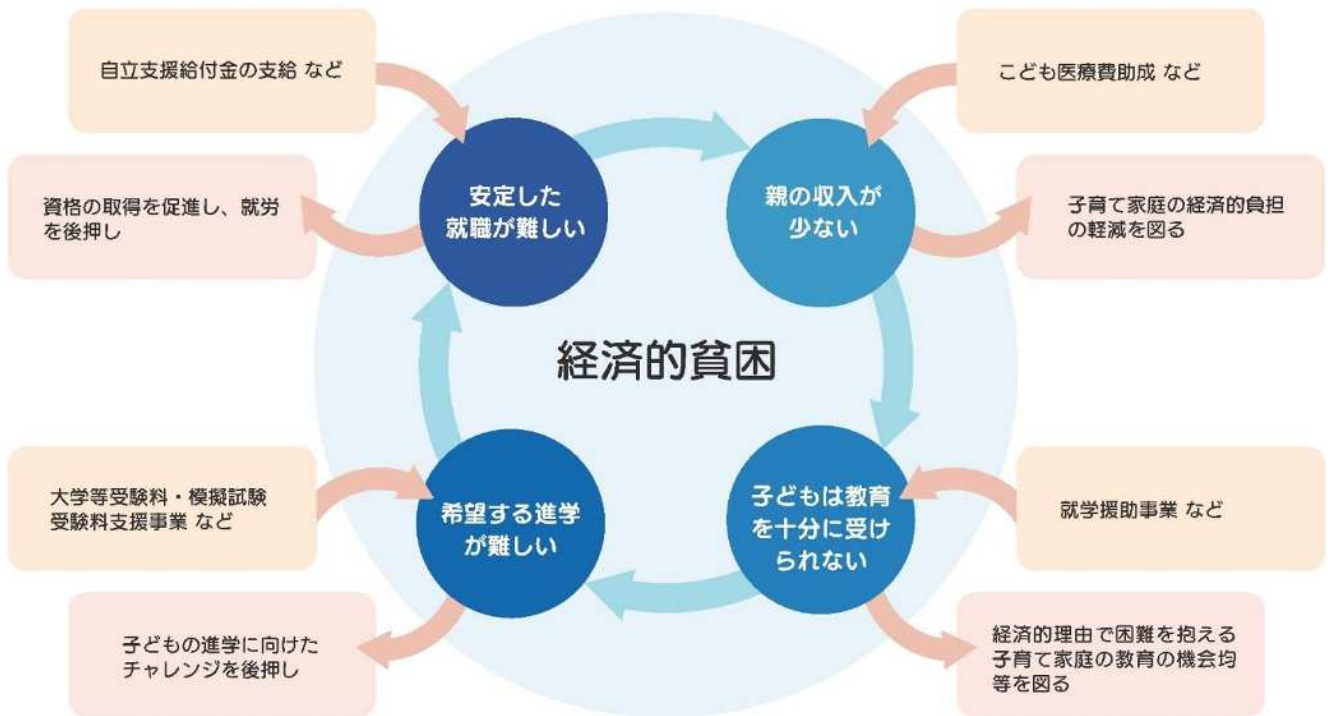 自立支援給付金の支給 など
こども医療費助成 など
安定した
就職が難しい
親の収入が
少ない
資格の取得を促進し、就労
を後押し
子育て家庭の経済的負担
の軽減を図る
経済的貧困
大学等受験料・模擬試験
受験料支援事業 など
希望する進学
が難しい
子どもは教育
を十分に受け
られない
就学援助事業 など
子どもの進学に向けた
チャレンジを後押し
経済的理由で困難を抱える
子育て家庭の教育の機会均
等を図る